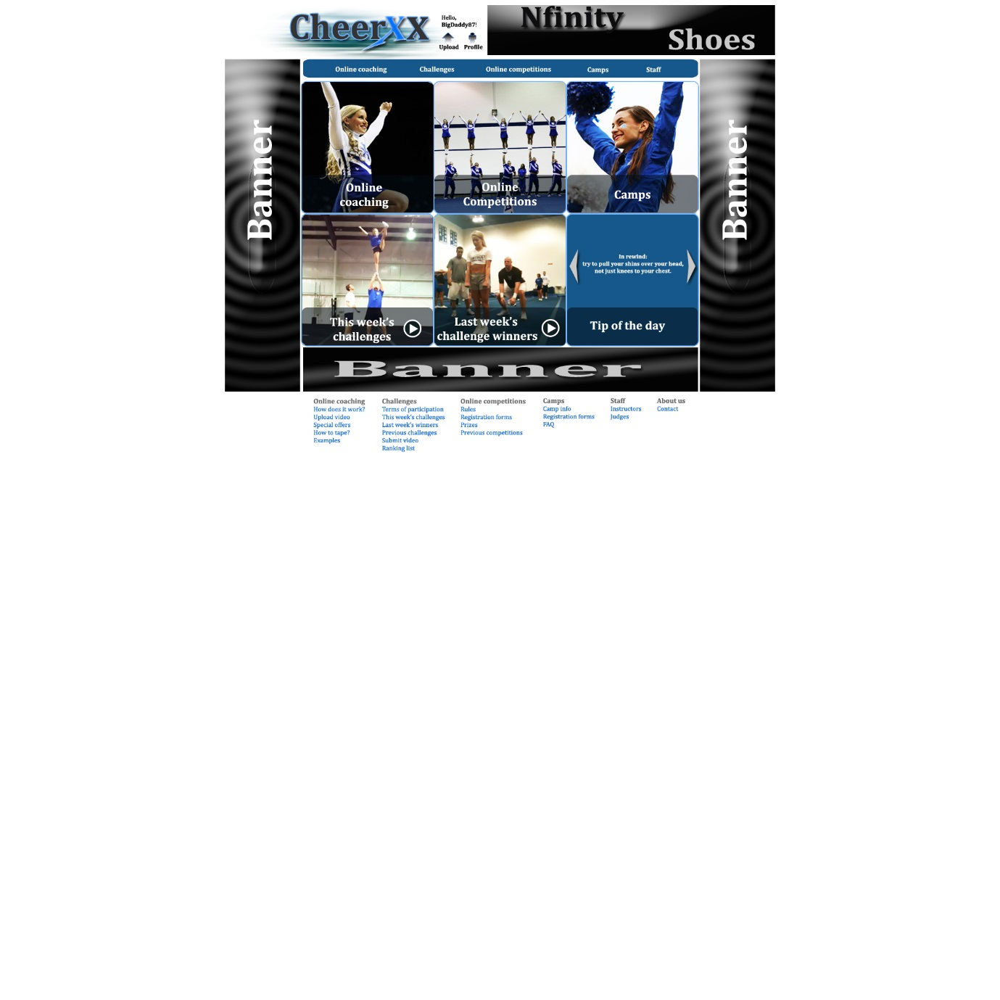 CheerXX
Hello,
BigDaddy87!
Upload Profile
Nfinity
Shoes
Online coaching Challenges Online competitions Camps Staff
Banner
Banner
Online
coaching
Online
Competitions
Camps
This week's
challenges
Last week's
challenge winners
In rewind:
try to pull your shins over your head,
not just knees to your chest.
Tip of the day
Banner
Online coaching
How does it work?
Upload video
Special offers
How to tape?
Examples
Challenges
Terms of participation
This week's challenges
Last week's winners
Previous challenges
Submit video
Ranking list
Online competitions
Rules
Registration forms
Prizes
Previous competitions
Camps
Camp info
Registration forms
FAQ
Staff
Instructors
Judges
About us
Contact